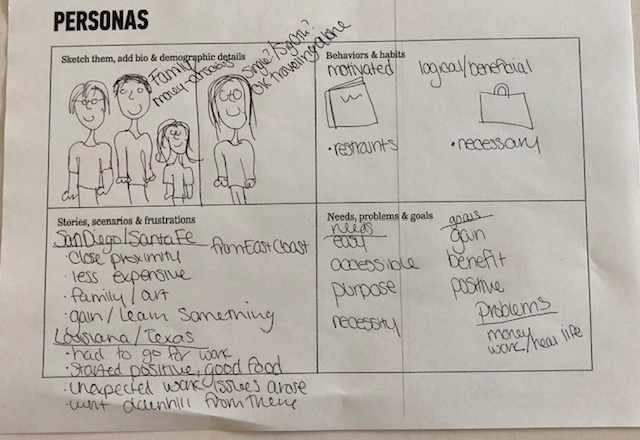 PERSONAS
Sketch them, add bio & demographic details
Family
money-conscious
Single?/SigOth?
OK traveling alone
Behaviors & habits
motivated
logical/beneficial
• restraints
• necessary
Stories, scenarios & frustrations
San Diego/Santa Fe
from East Coast
• close proximity
• less expensive
• family/art
• gain/learn something
Louisiana/Texas
• had to go for work
• started positive, good food
• unexpected work issues arose
• went downhill from there
Needs, problems & goals
needs
easy
accessible
purpose
necessity
goals
gain
benefit
positive
Problems
money
work/real life